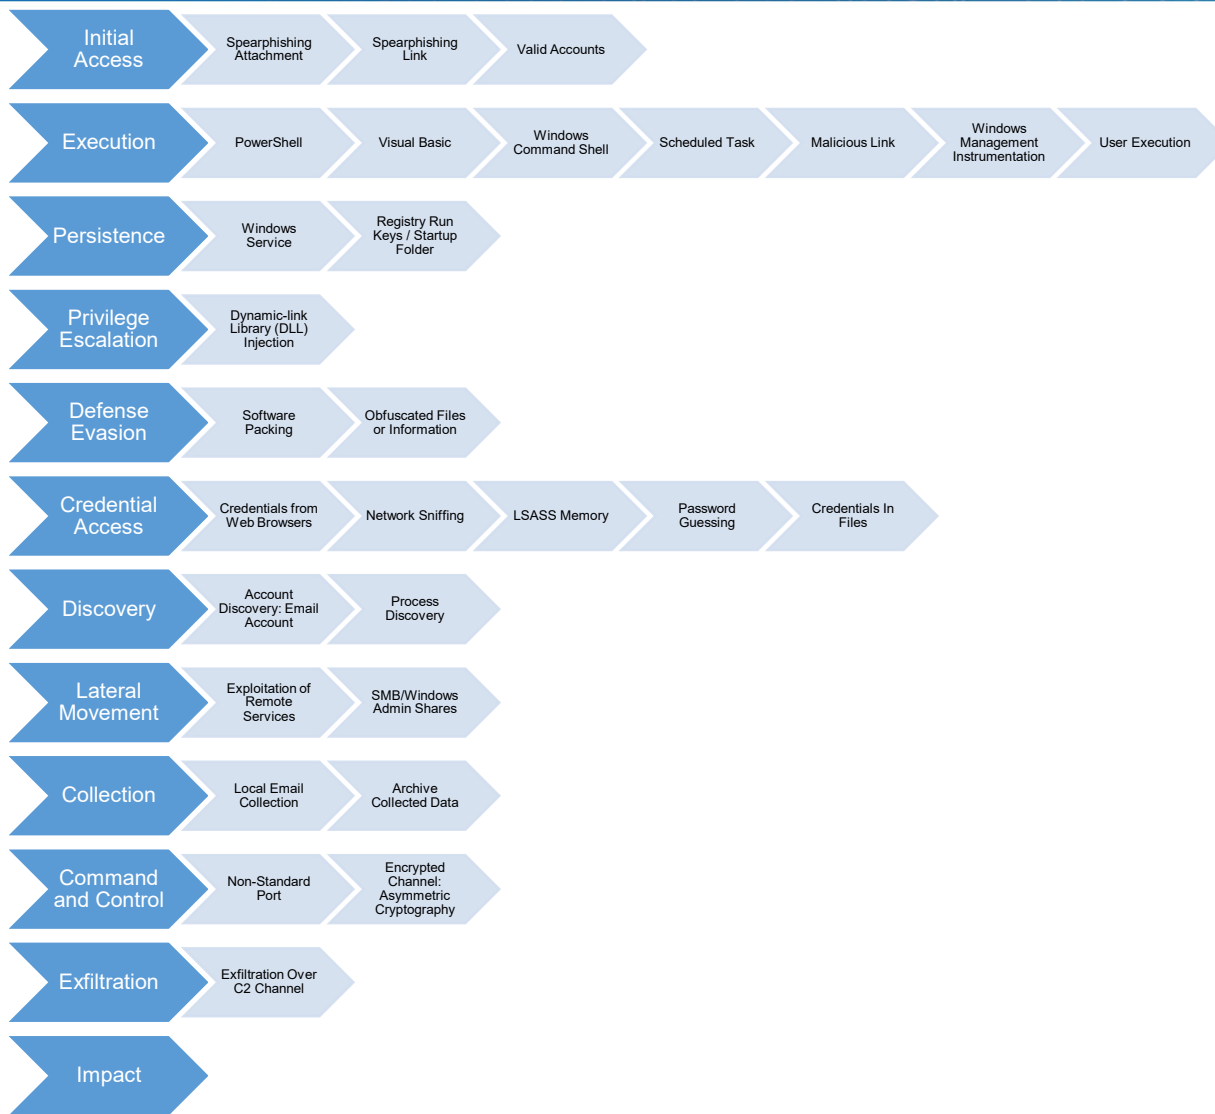 Initial
Access
Spearphishing
Attachment
Spearphishing
Link
Valid Accounts
Execution
PowerShell
Visual Basic
Windows
Command Shell
Scheduled Task
Malicious Link
Windows
Management
Instrumentation
User Execution
Persistence
Windows
Service
Registry Run
Keys / Startup
Folder
Privilege
Escalation
Dynamic-link
Library (DLL)
Injection
Defense
Evasion
Software
Packing
Obfuscated Files
or Information
Credential
Access
Credentials from
Web Browsers
Network Sniffing
LSASS Memory
Password
Guessing
Credentials In
Files
Discovery
Account
Discovery: Email
Account
Process
Discovery
Lateral
Movement
Exploitation of
Remote
Services
SMB/Windows
Admin Shares
Collection
Local Email
Collection
Archive
Collected Data
Command
and Control
Non-Standard
Port
Encrypted
Channel:
Asymmetric
Cryptography
Exfiltration
Exfiltration Over
C2 Channel
Impact